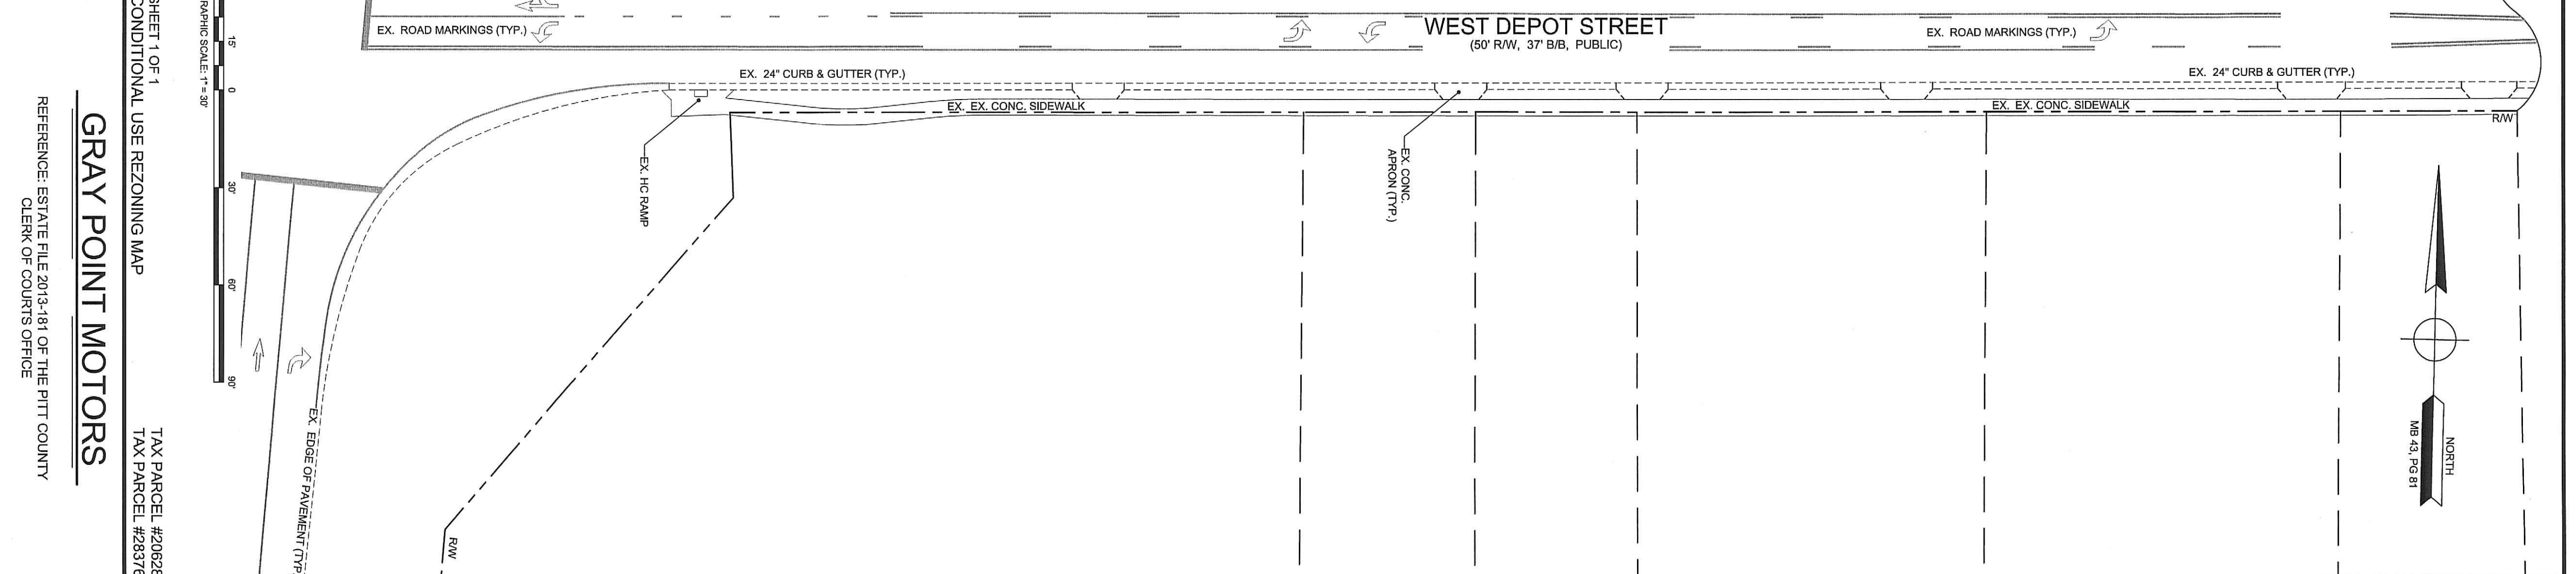 EX. ROAD MARKINGS (TYP.)
WEST DEPOT STREET
(50' R/W, 37' B/B, PUBLIC)
EX. ROAD MARKINGS (TYP.)
EX. 24" CURB & GUTTER (TYP.)
EX. 24" CURB & GUTTER (TYP.)
EX. EX. CONC. SIDEWALK
EX. EX. CONC. SIDEWALK
R/W
EX. HC RAMP
EX. CONC.
APRON (TYP.)
NORTH
MB 43, PG 81
R/W
EX. EDGE OF PAVEMENT (TYP.
RAPHIC SCALE: 1" = 30'
15'
0
30'
60'
90'
SHEET 1 OF 1
CONDITIONAL USE REZONING MAP
TAX PARCEL #20628
TAX PARCEL #28376
GRAY POINT MOTORS
REFERENCE: ESTATE FILE 2013-181 OF THE PITT COUNTY
CLERK OF COURTS OFFICE